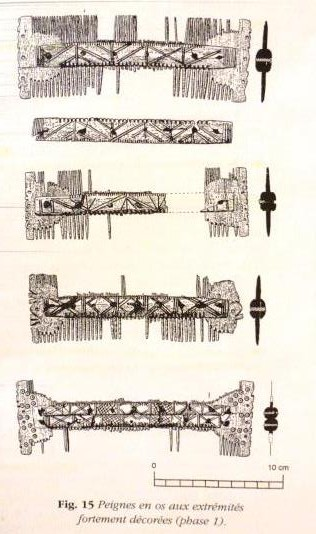 0 10 cm
Fig. 15 Peignes en os aux extrémités
fortement décorées (phase 1).